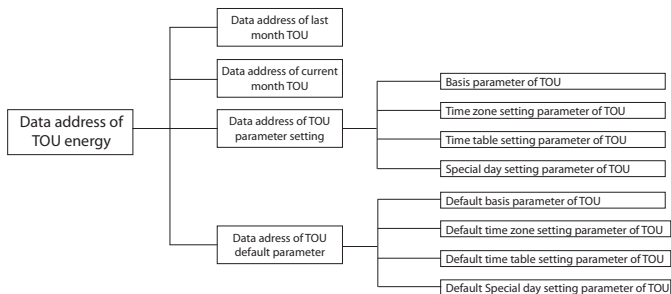 Data address of last
month TOU
Data address of current
month TOU
Data address of
TOU energy
Data address of TOU
parameter setting
Basis parameter of TOU
Time zone setting parameter of TOU
Time table setting parameter of TOU
Special day setting parameter of TOU
Data adress of TOU
default parameter
Default basis parameter of TOU
Default time zone setting parameter of TOU
Default time table setting parameter of TOU
Default Special day setting parameter of TOU